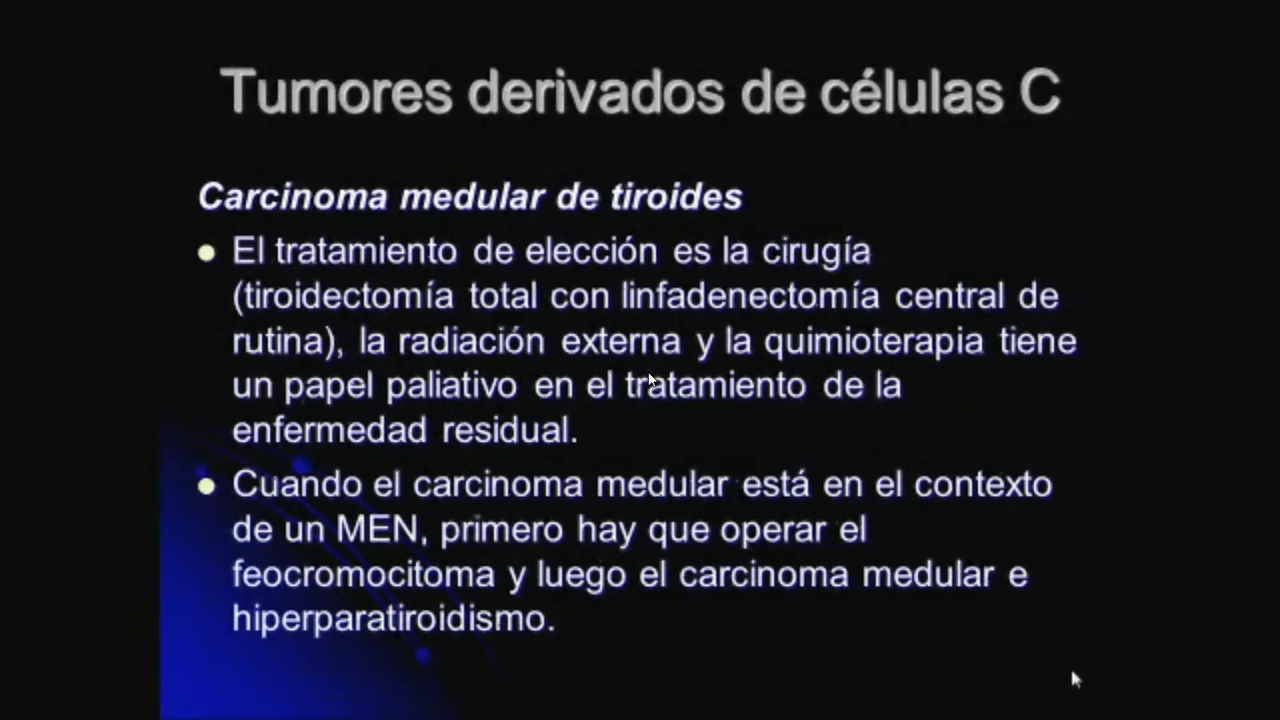 Tumores derivados de células C
Carcinoma medular de tiroides
El tratamiento de elección es la cirugía
(tiroidectomía total con linfadenectomía central de
rutina), la radiación externa y la quimioterapia tiene
un papel paliativo en el tratamiento de la
enfermedad residual.
Cuando el carcinoma medular está en el contexto
de un MEN, primero hay que operar el
feocromocitoma y luego el carcinoma medular e
hiperparatiroidismo.